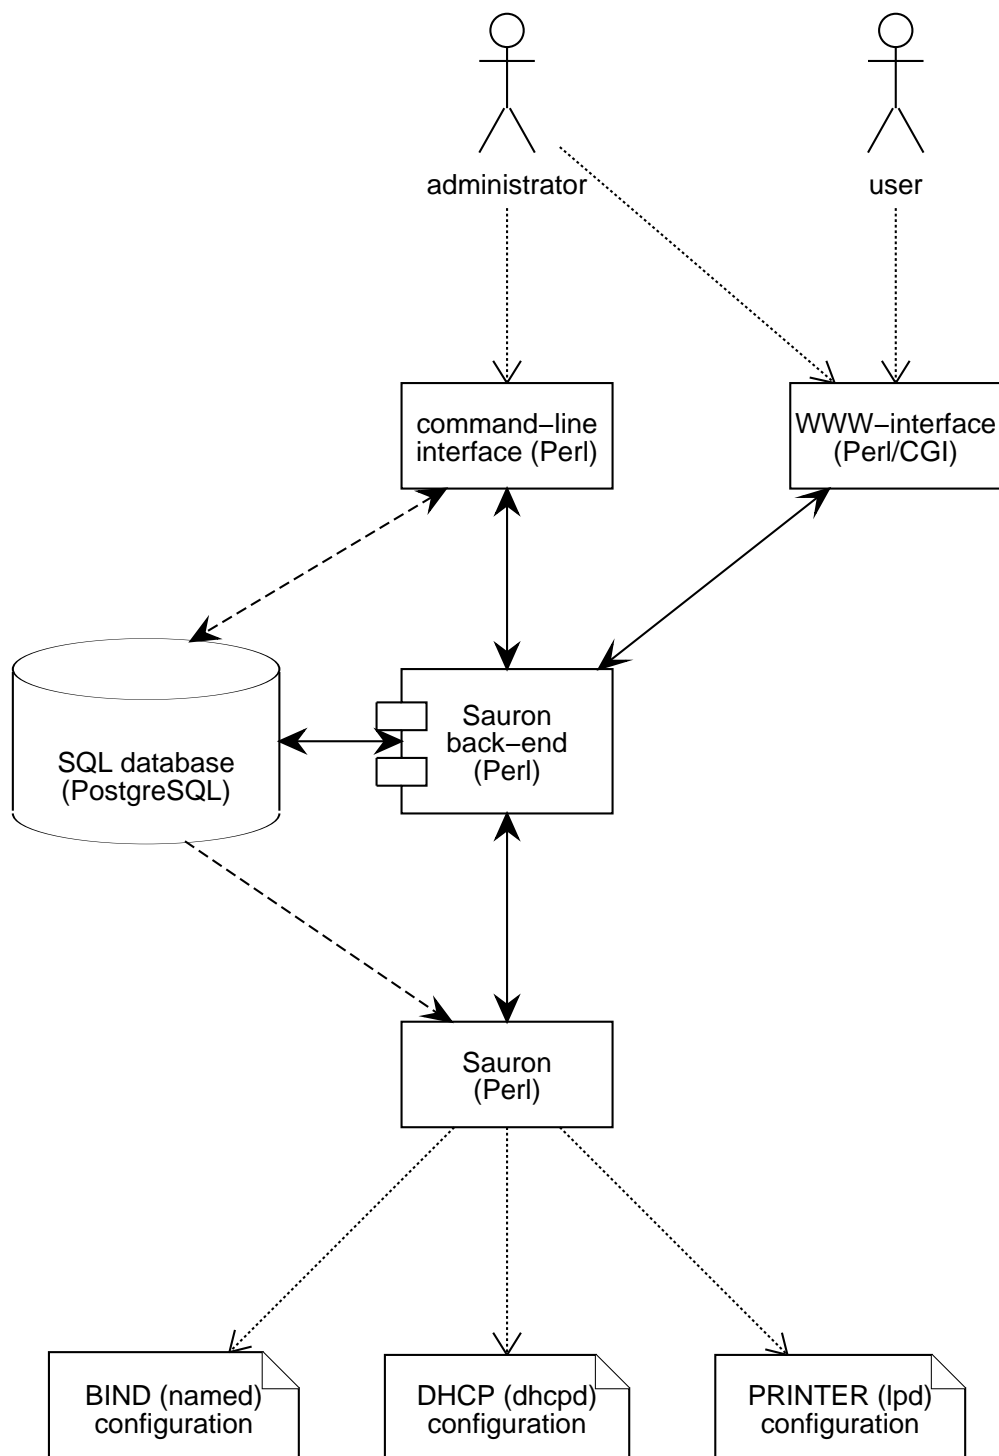 administrator
user
command–line
interface (Perl)
WWW–interface
(Perl/CGI)
SQL database
(PostgreSQL)
Sauron
back–end
(Perl)
Sauron
(Perl)
BIND (named)
configuration
DHCP (dhcpd)
configuration
PRINTER (lpd)
configuration